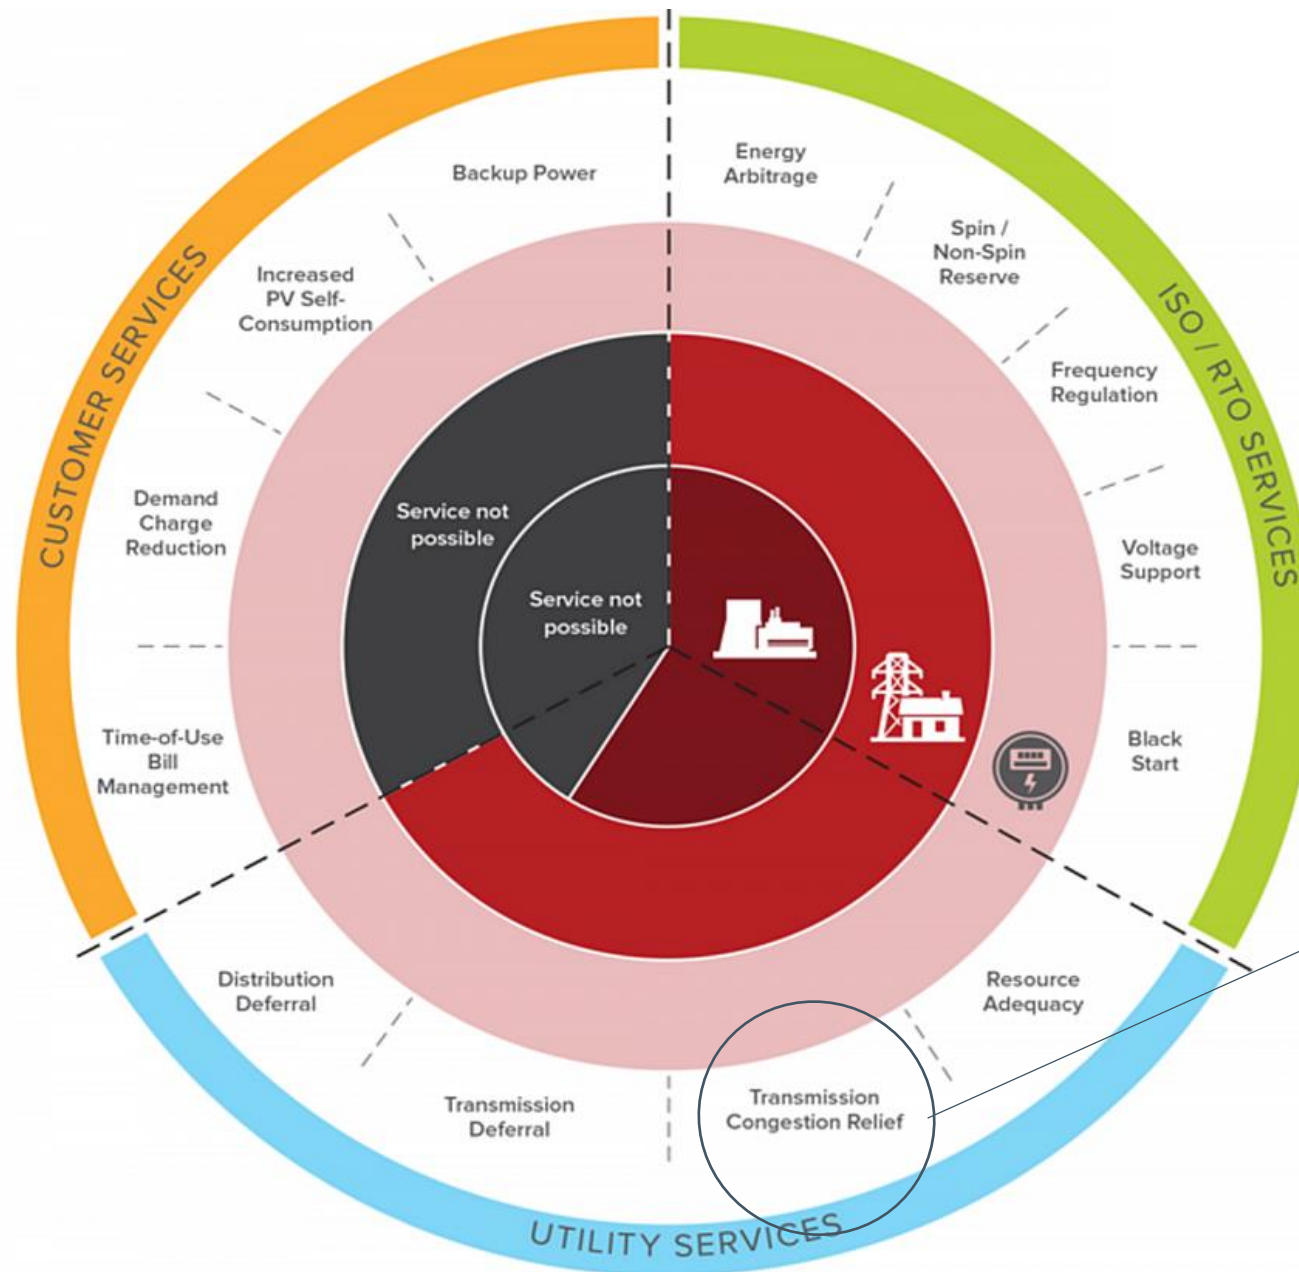 CUSTOMER SERVICES
ISO / RTO SERVICES
UTILITY SERVICES
Backup Power
Energy
Arbitrage
Spin /
Non-Spin
Reserve
Increased
PV Self-
Consumption
Frequency
Regulation
Demand
Charge
Reduction
Voltage
Support
Service not
possible
Service not
possible
Time-of-Use
Bill
Management
Black
Start
Distribution
Deferral
Resource
Adequacy
Transmission
Deferral
Transmission
Congestion Relief